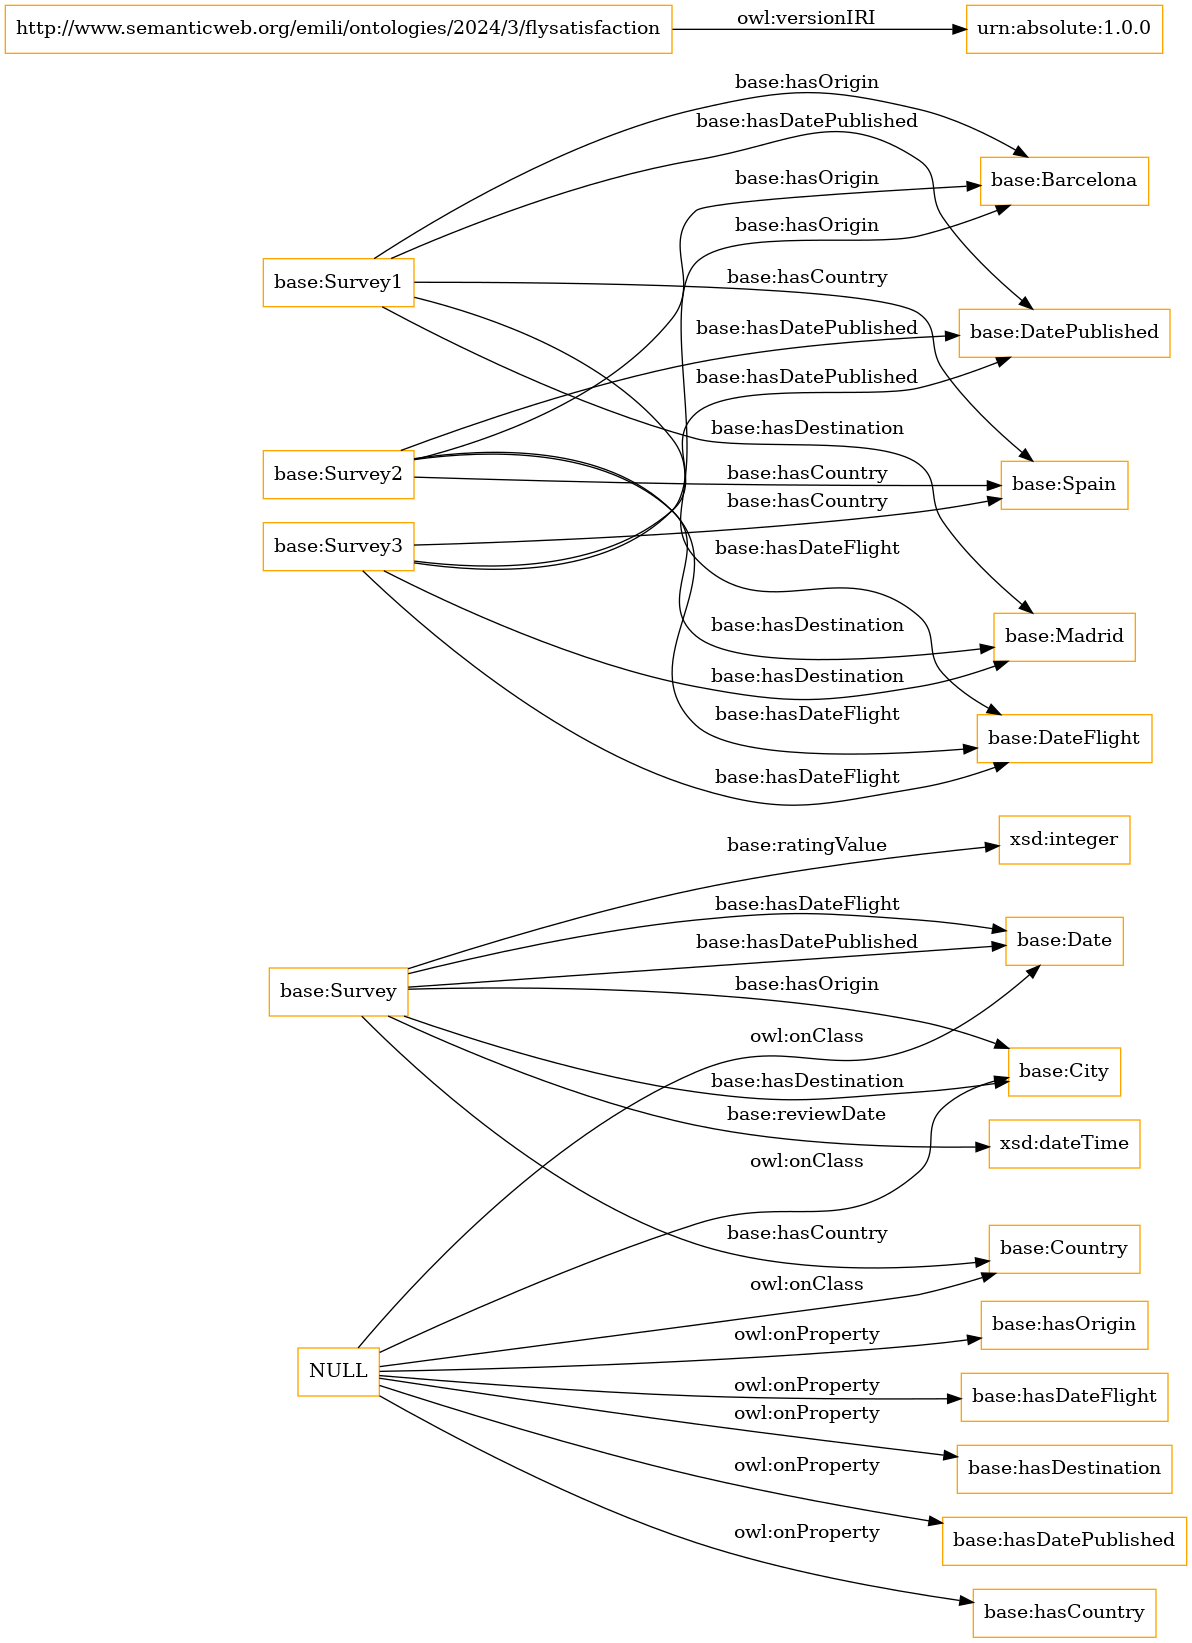 http://www.semanticweb.org/emili/ontologies/2024/3/flysatisfaction
owl:versionIRI
urn:absolute:1.0.0
base:hasOrigin
base:hasDatePublished
base:hasOrigin
base:Barcelona
base:hasOrigin
base:Survey1
base:hasCountry
base:hasDatePublished
base:DatePublished
base:hasDatePublished
base:hasDestination
base:Survey2
base:hasCountry
base:Spain
base:hasCountry
base:Survey3
base:hasDateFlight
base:hasDestination
base:Madrid
base:hasDestination
base:hasDateFlight
base:DateFlight
base:hasDateFlight
base:ratingValue
xsd:integer
base:hasDateFlight
base:hasDatePublished
base:Date
base:Survey
base:hasOrigin
owl:onClass
base:City
base:hasDestination
base:reviewDate
xsd:dateTime
owl:onClass
base:hasCountry
base:Country
owl:onClass
base:hasOrigin
owl:onProperty
NULL
owl:onProperty
base:hasDateFlight
owl:onProperty
base:hasDestination
owl:onProperty
base:hasDatePublished
owl:onProperty
base:hasCountry